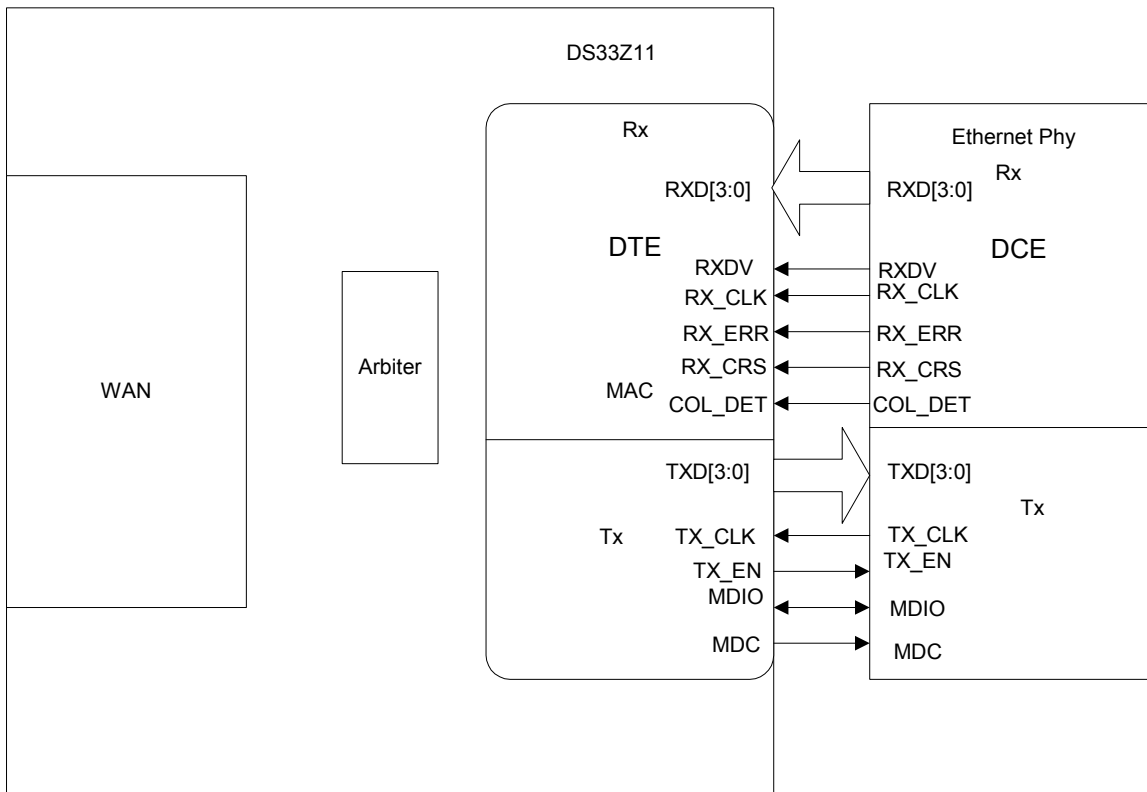 DS33Z11
Rx
Ethernet Phy
Rx
RXD[3:0]
RXD[3:0]
DTE
DCE
RXDV
RXDV
RX_CLK
RX_CLK
RX_ERR
RX_ERR
Arbiter
RX_CRS
RX_CRS
WAN
MAC
COL_DET
COL_DET
TXD[3:0]
TXD[3:0]
Tx
Tx
TX_CLK
TX_CLK
TX_EN
TX_EN
MDIO
MDIO
MDC
MDC